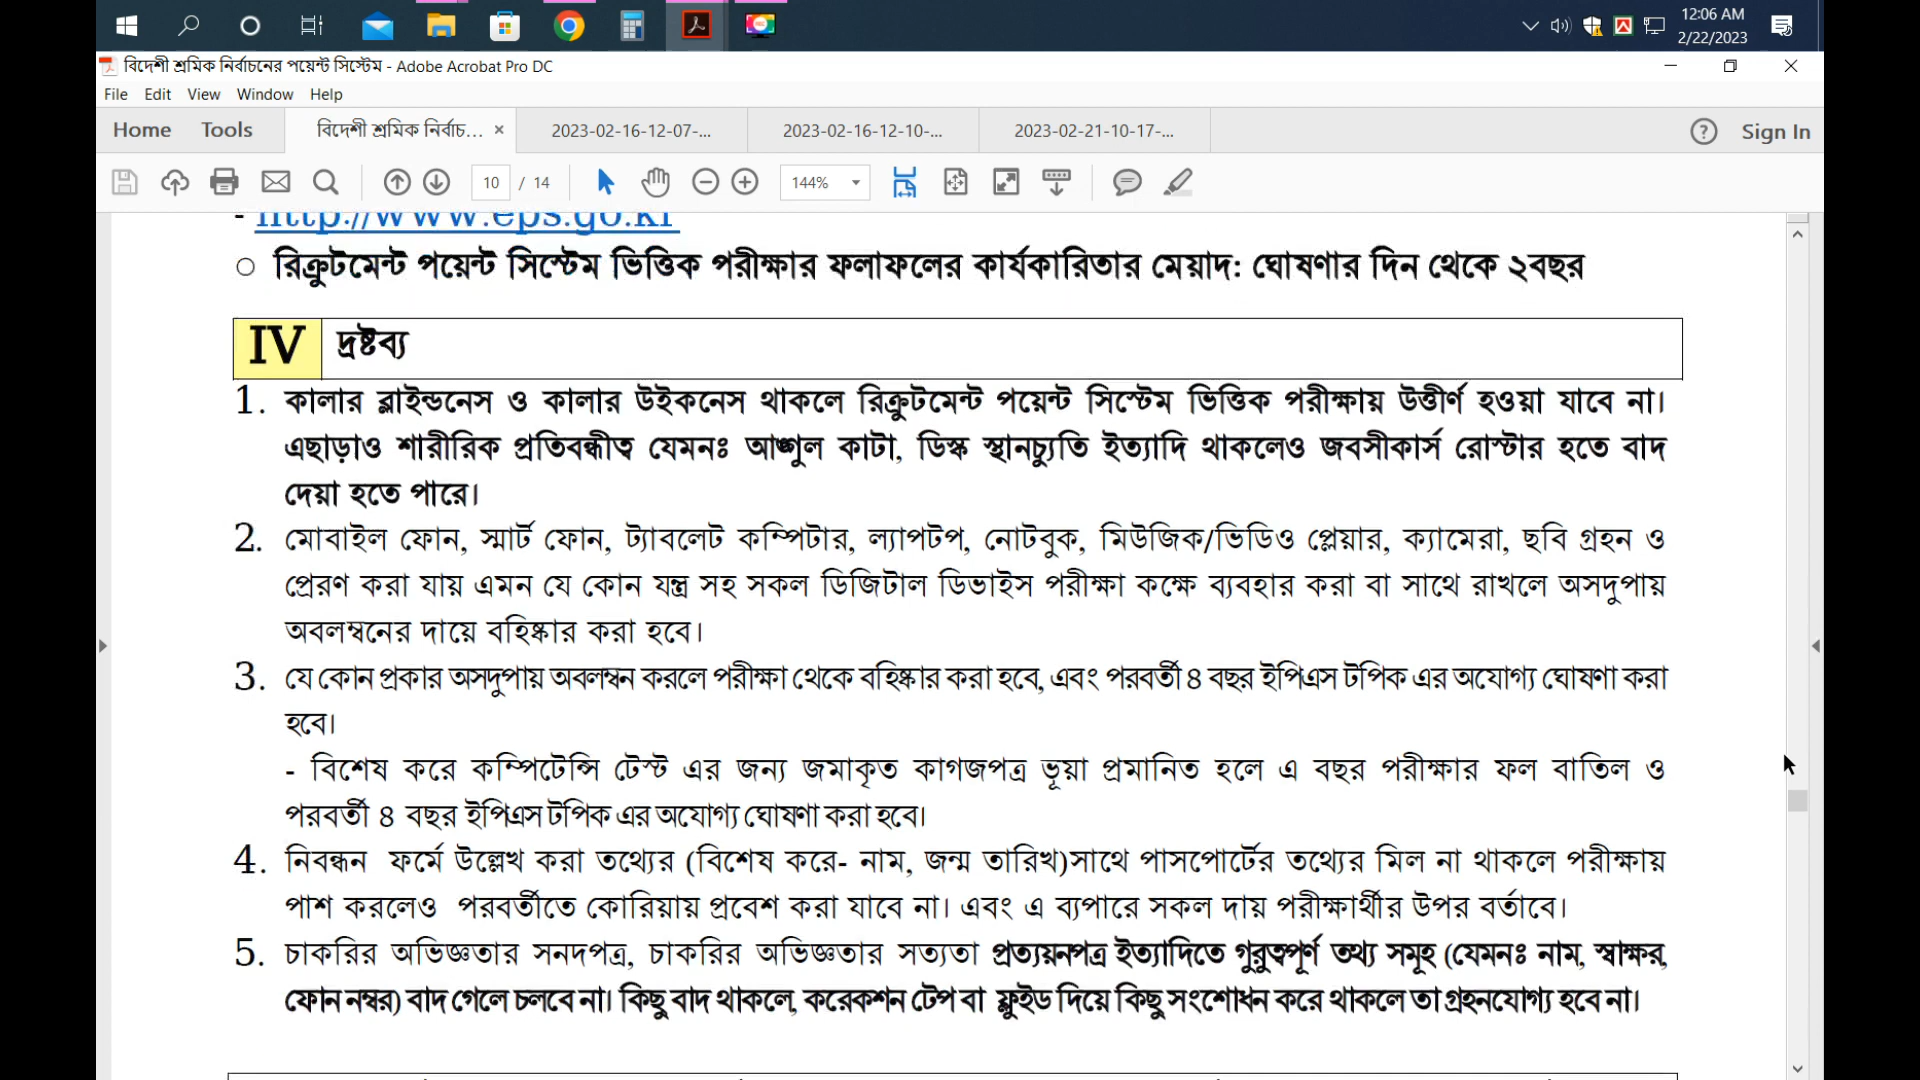 12:06 AM
2/22/2023
বিদেশী শ্রমিক নির্বাচনের পয়েন্ট সিস্টেম - Adobe Acrobat Pro DC
File Edit View Window Help
Home Tools বিদেশী শ্রমিক নির্বাচ... × 2023-02-16-12-07-... 2023-02-16-12-10-... 2023-02-21-10-17-... Sign In
10 / 14 144%
- http://www.eps.go.kr
○ রিক্রুটমেন্ট পয়েন্ট সিস্টেম ভিত্তিক পরীক্ষার ফলাফলের কার্যকারিতার মেয়াদ: ঘোষণার দিন থেকে ২বছর
IV দ্রষ্টব্য
1. কালার ব্লাইন্ডনেস ও কালার উইকনেস থাকলে রিক্রুটমেন্ট পয়েন্ট সিস্টেম ভিত্তিক পরীক্ষায় উত্তীর্ণ হওয়া যাবে না।
এছাড়াও শারীরিক প্রতিবন্ধীত্ব যেমনঃ আঙ্গুল কাটা, ডিস্ক স্থানচ্যুতি ইত্যাদি থাকলেও জবসীকার্স রোস্টার হতে বাদ
দেয়া হতে পারে।
2. মোবাইল ফোন, স্মার্ট ফোন, ট্যাবলেট কম্পিটার, ল্যাপটপ, নোটবুক, মিউজিক/ভিডিও প্লেয়ার, ক্যামেরা, ছবি গ্রহন ও
প্রেরণ করা যায় এমন যে কোন যন্ত্র সহ সকল ডিজিটাল ডিভাইস পরীক্ষা কক্ষে ব্যবহার করা বা সাথে রাখলে অসদুপায়
অবলম্বনের দায়ে বহিষ্কার করা হবে।
3. যে কোন প্রকার অসদুপায় অবলম্বন করলে পরীক্ষা থেকে বহিষ্কার করা হবে, এবং পরবর্তী ৪ বছর ইপিএস টপিক এর অযোগ্য ঘোষণা করা
হবে।
- বিশেষ করে কম্পিটেন্সি টেস্ট এর জন্য জমাকৃত কাগজপত্র ভূয়া প্রমানিত হলে এ বছর পরীক্ষার ফল বাতিল ও
পরবর্তী ৪ বছর ইপিএস টপিক এর অযোগ্য ঘোষণা করা হবে।
4. নিবন্ধন ফর্মে উল্লেখ করা তথ্যের (বিশেষ করে- নাম, জন্ম তারিখ)সাথে পাসপোর্টের তথ্যের মিল না থাকলে পরীক্ষায়
পাশ করলেও পরবর্তীতে কোরিয়ায় প্রবেশ করা যাবে না। এবং এ ব্যপারে সকল দায় পরীক্ষার্থীর উপর বর্তাবে।
5. চাকরির অভিজ্ঞতার সনদপত্র, চাকরির অভিজ্ঞতার সত্যতা প্রত্যয়নপত্র ইত্যাদিতে গুরুত্বপূর্ণ তথ্য সমূহ (যেমনঃ নাম, স্বাক্ষর,
ফোন নম্বর) বাদ গেলে চলবে না। কিছু বাদ থাকলে, করেকশন টেপ বা ফ্লুইড দিয়ে কিছু সংশোধন করে থাকলে তা গ্রহনযোগ্য হবে না।